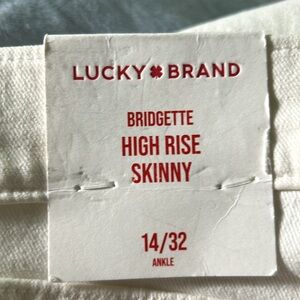 LUCKY BRAND
BRIDGETTE
HIGH RISE
SKINNY
14/32
ANKLE